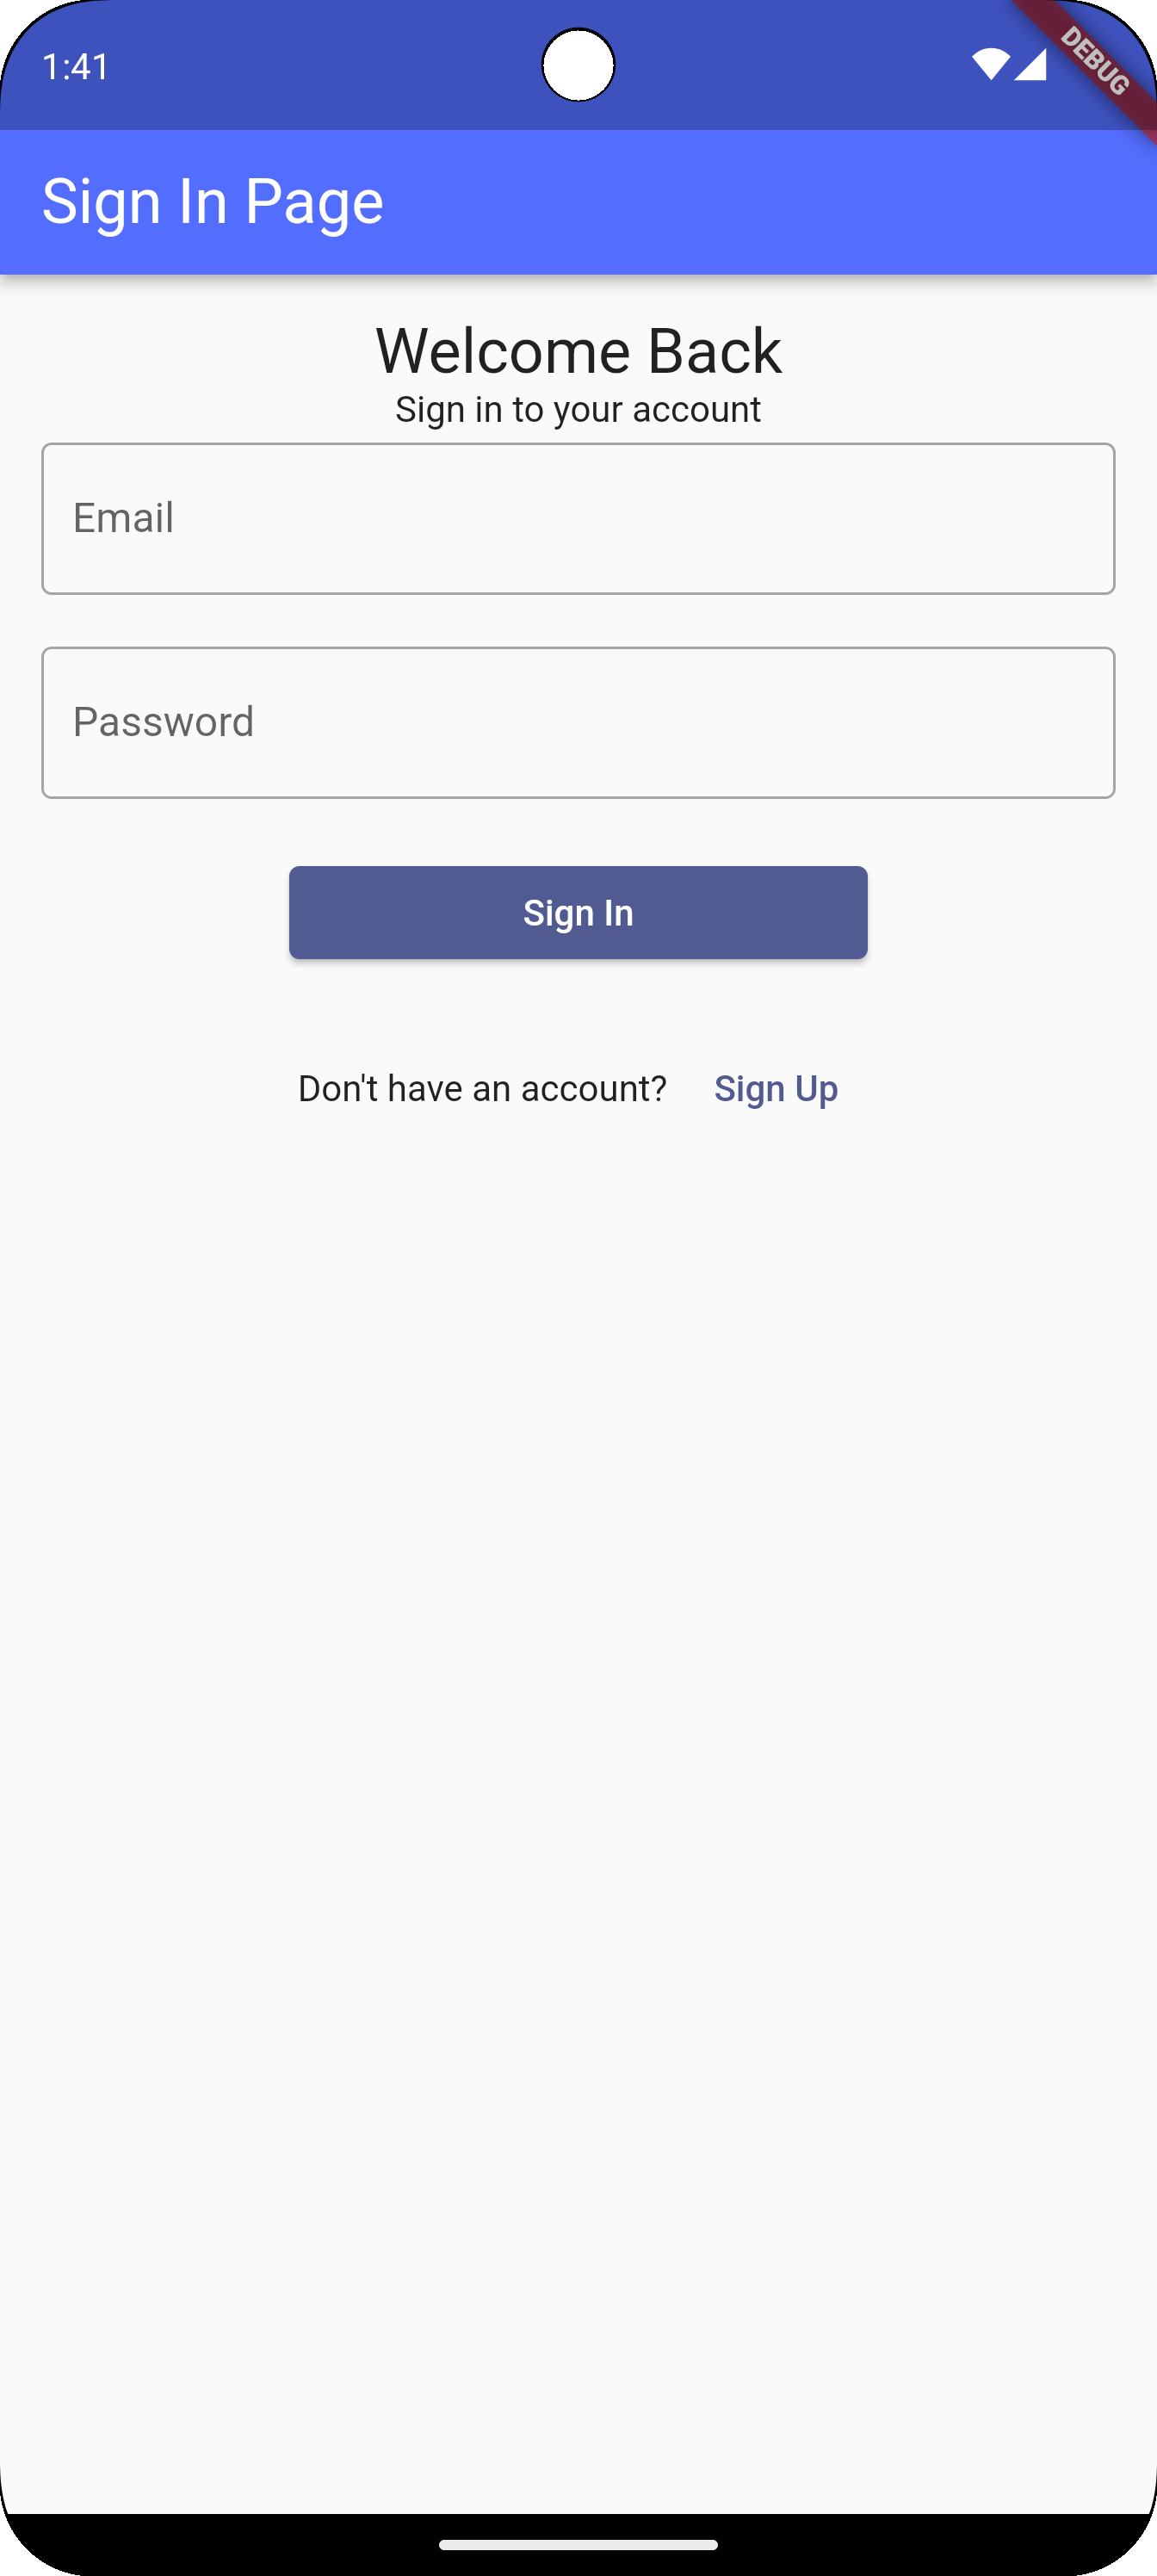 1:41
DEBUG
Sign In Page
Welcome Back
Sign in to your account
Email
Password
Sign In
Don't have an account? Sign Up